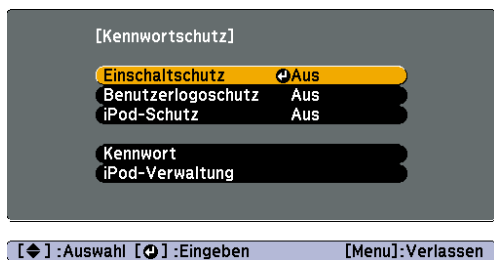 [Kennwortschutz]
Einschaltschutz Aus
Benutzerlogoschutz Aus
iPod-Schutz Aus
Kennwort
iPod-Verwaltung
[ ] :Auswahl [ ] :Eingeben [Menu]:Verlassen